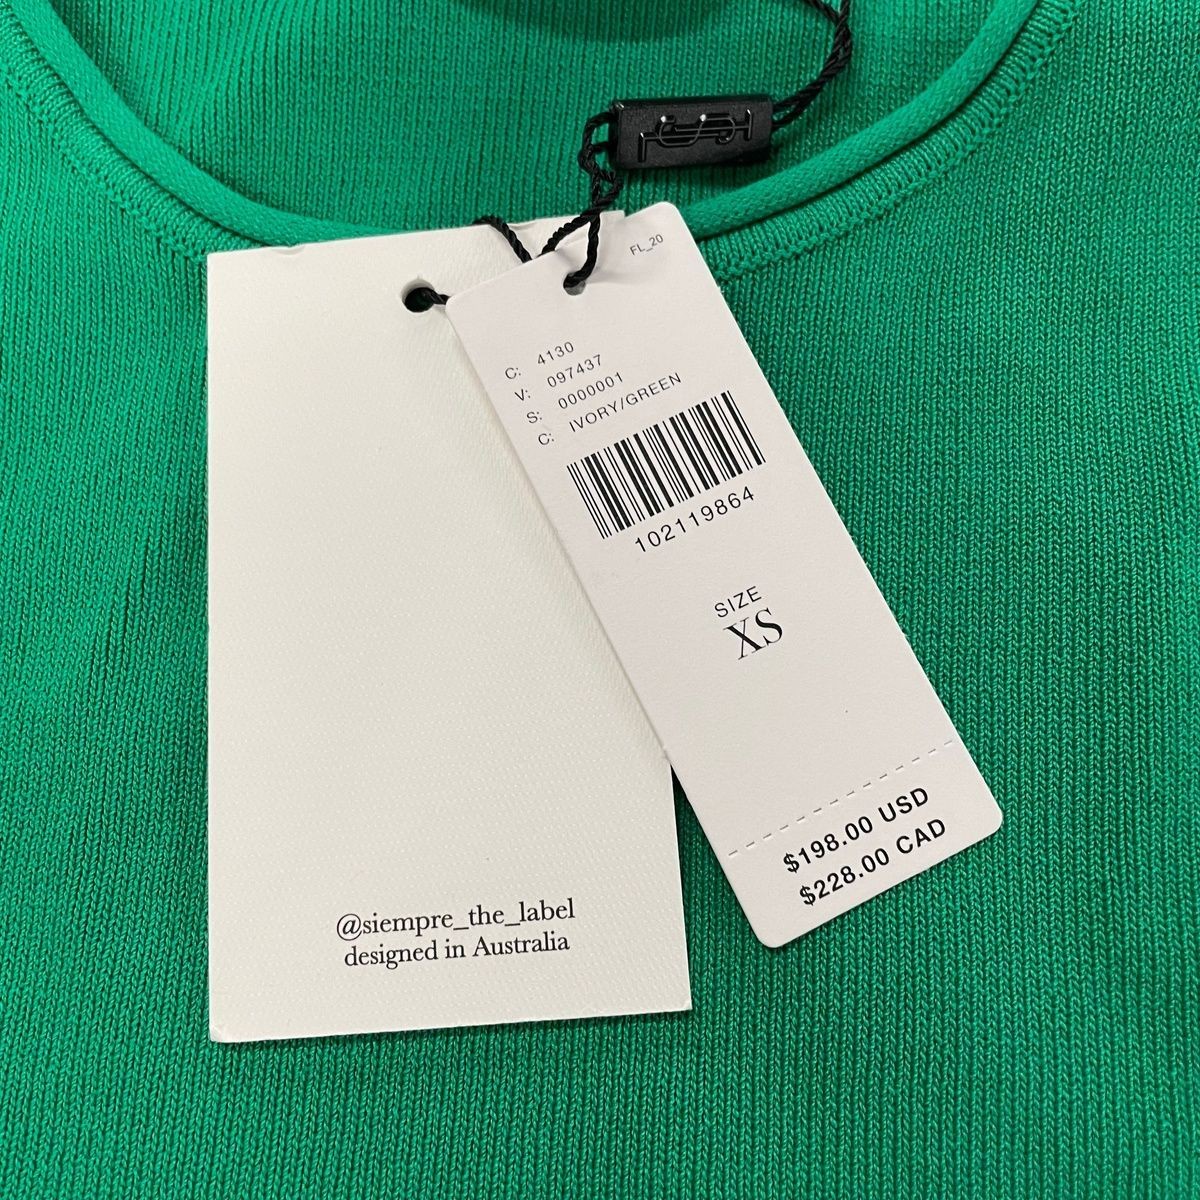 FL_20
C: 4130
V: 097437
S: 0000001
C: IVORY/GREEN
102119864
SIZE
XS
$198.00 USD
$228.00 CAD
@siempre_the_label
designed in Australia